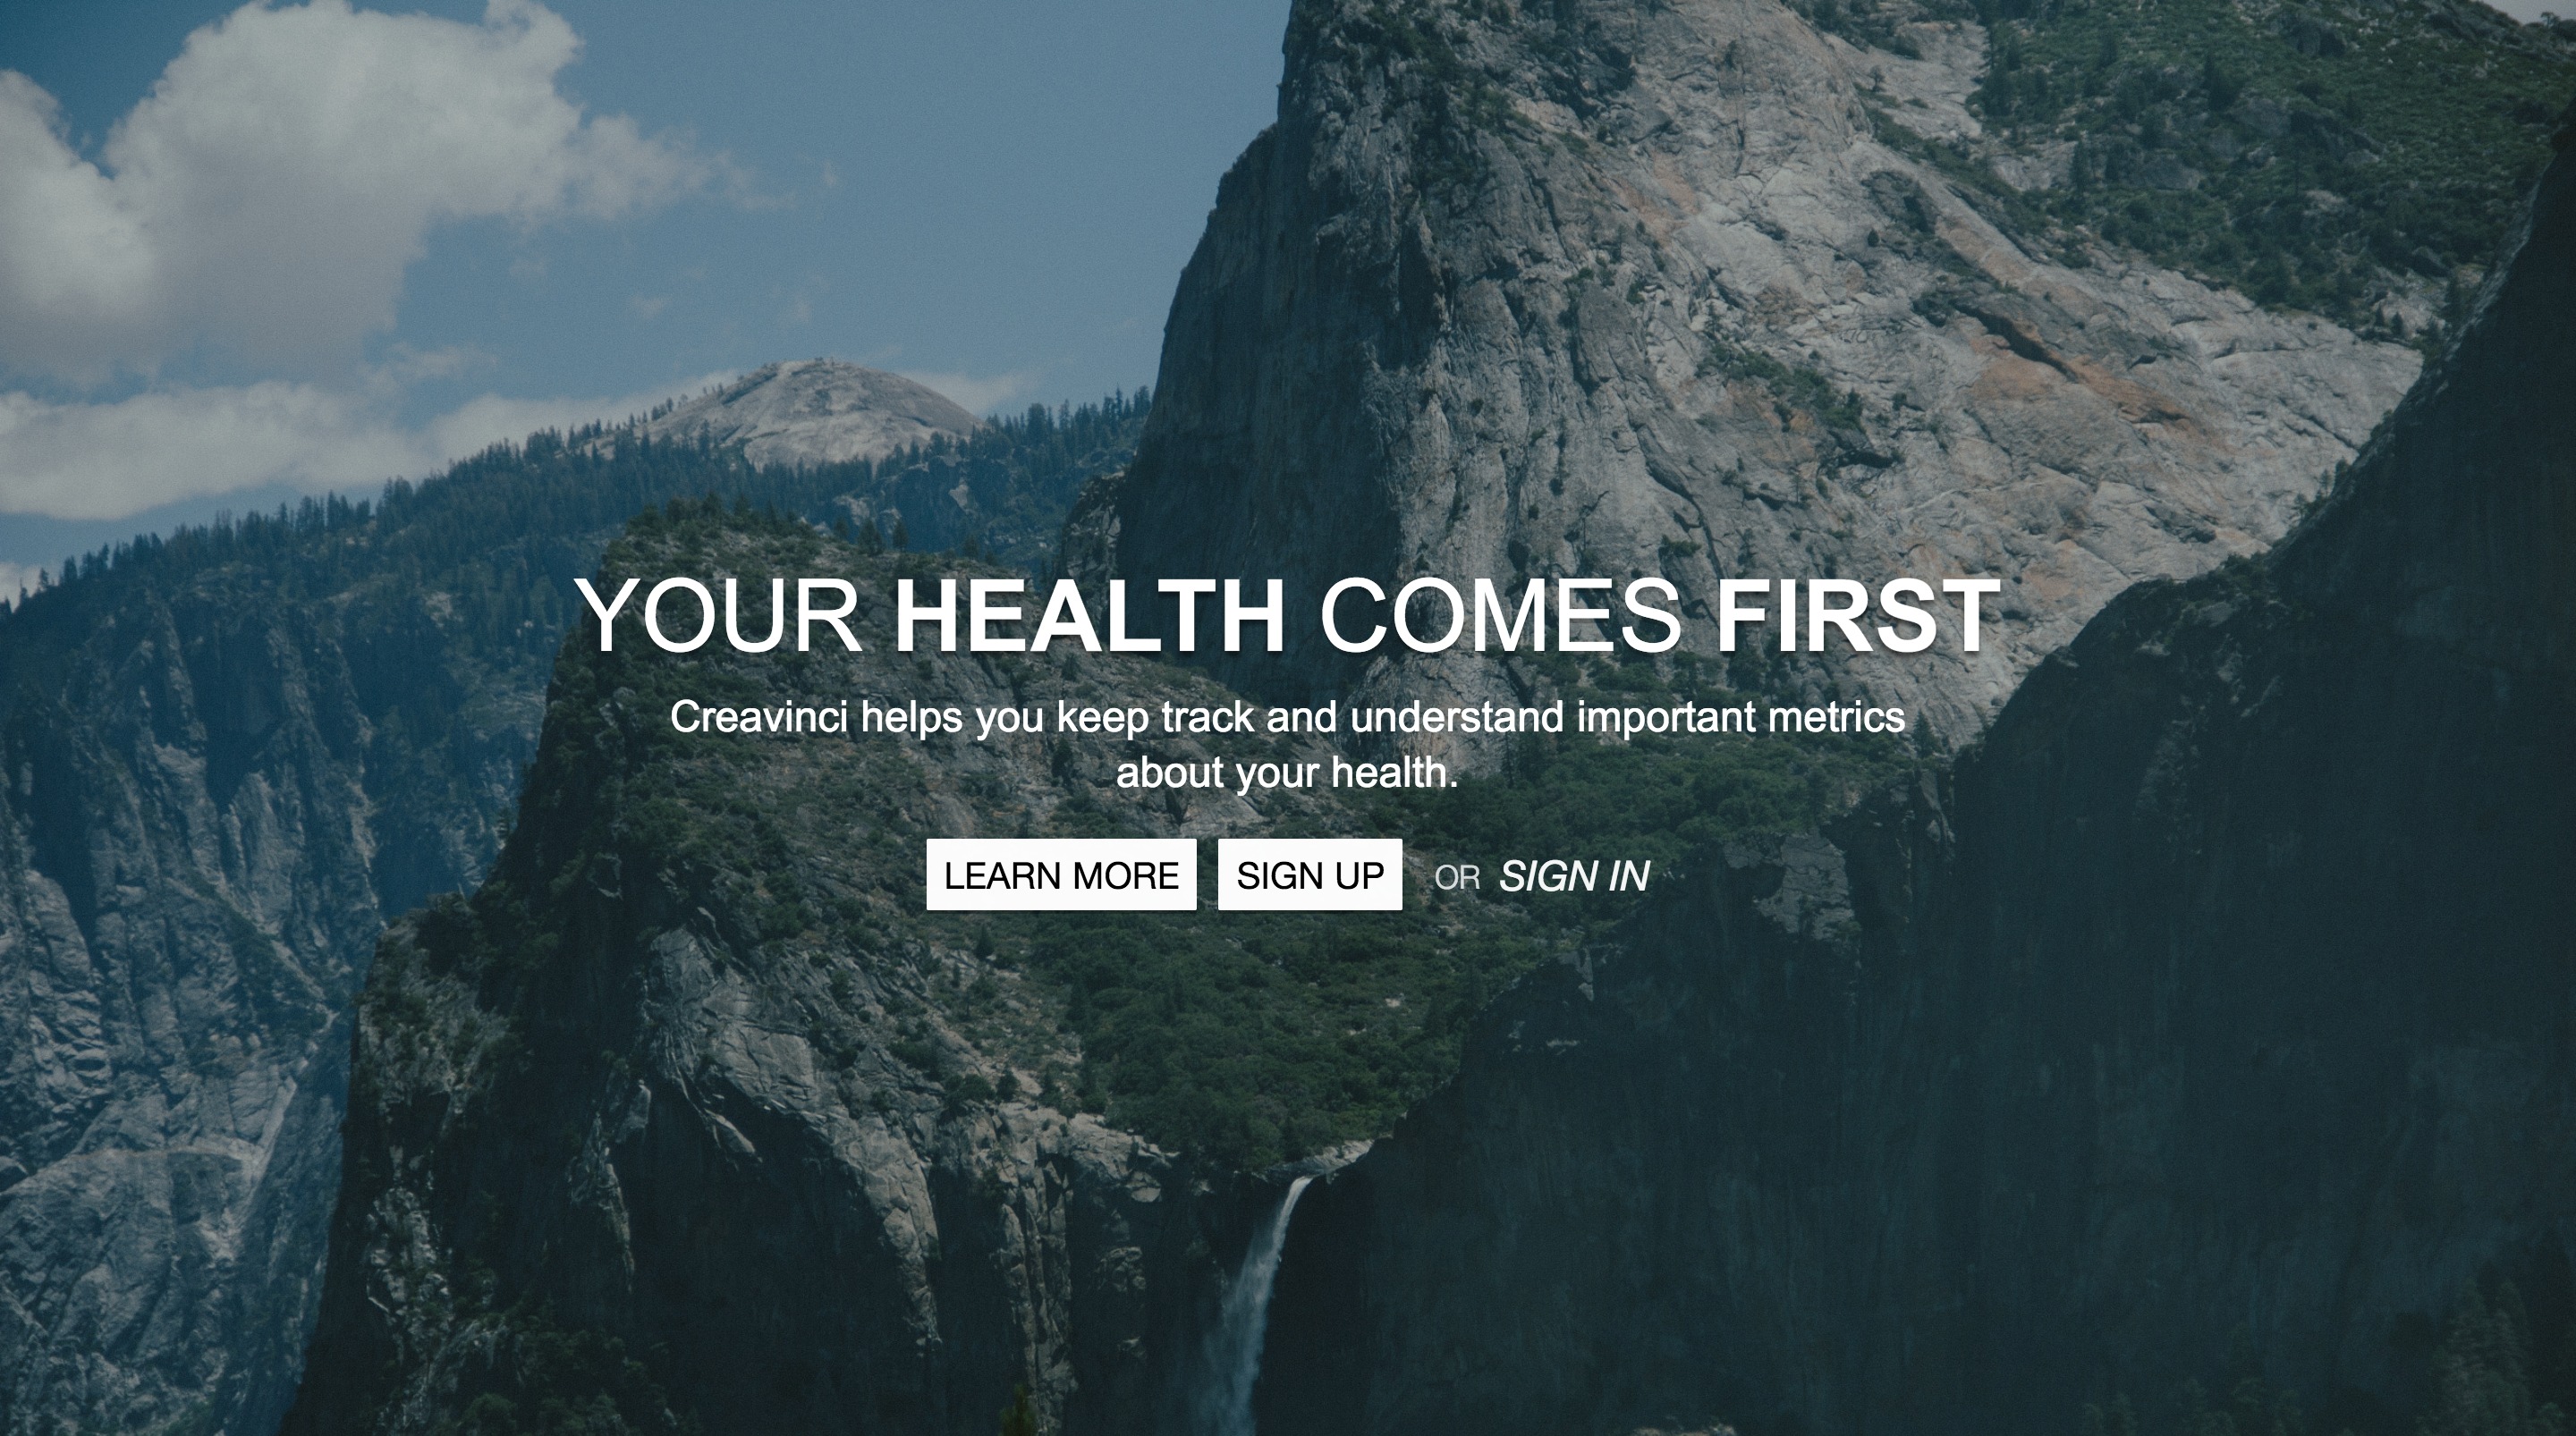 YOUR HEALTH COMES FIRST
Creavinci helps you keep track and understand important metrics
about your health.
LEARN MORE SIGN UP OR SIGN IN